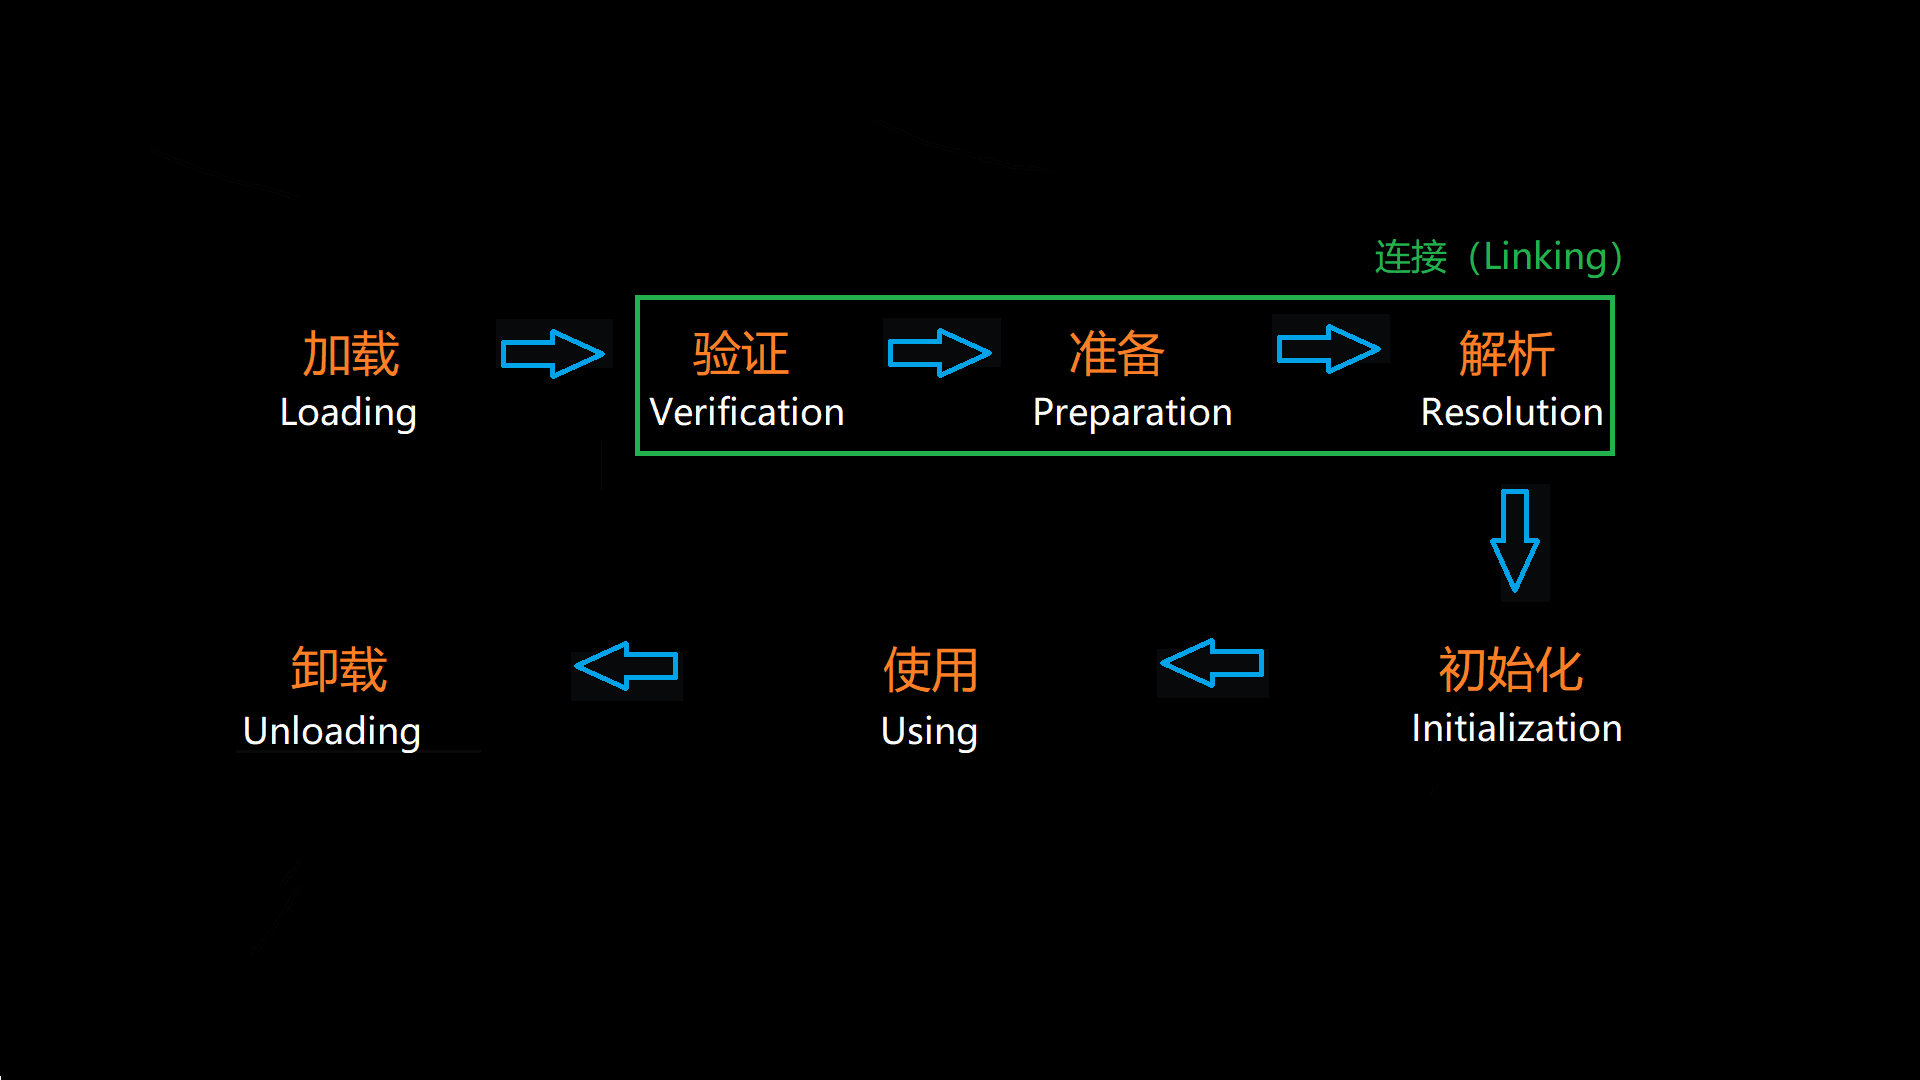 连接（Linking）
加载
Loading
验证
Verification
准备
Preparation
解析
Resolution
初始化
Initialization
使用
Using
卸载
Unloading